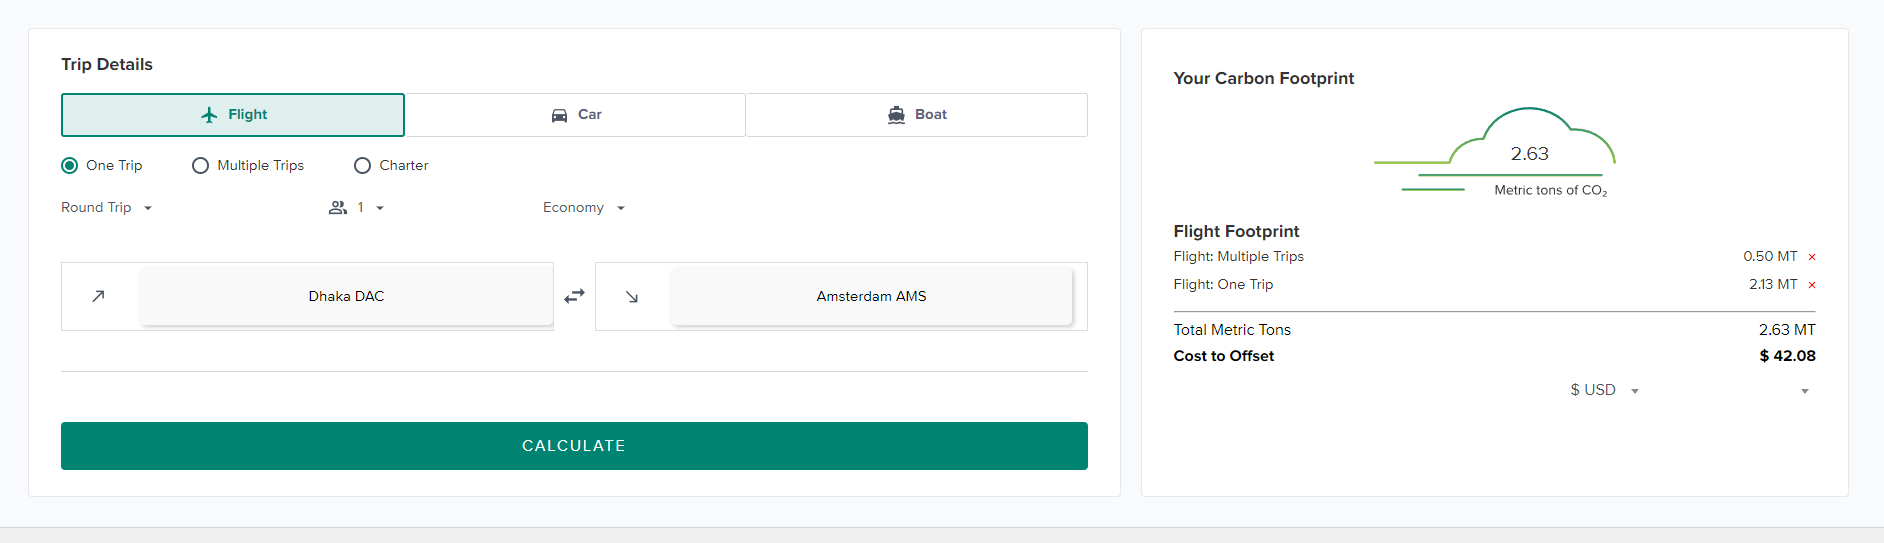 Trip Details
Flight
Car
Boat
One Trip
Multiple Trips
Charter
Round Trip
1
Economy
Dhaka DAC
Amsterdam AMS
CALCULATE
Your Carbon Footprint
2.63
Metric tons of CO₂
Flight Footprint
Flight: Multiple Trips 0.50 MT ×
Flight: One Trip 2.13 MT ×
Total Metric Tons 2.63 MT
Cost to Offset $ 42.08
$ USD